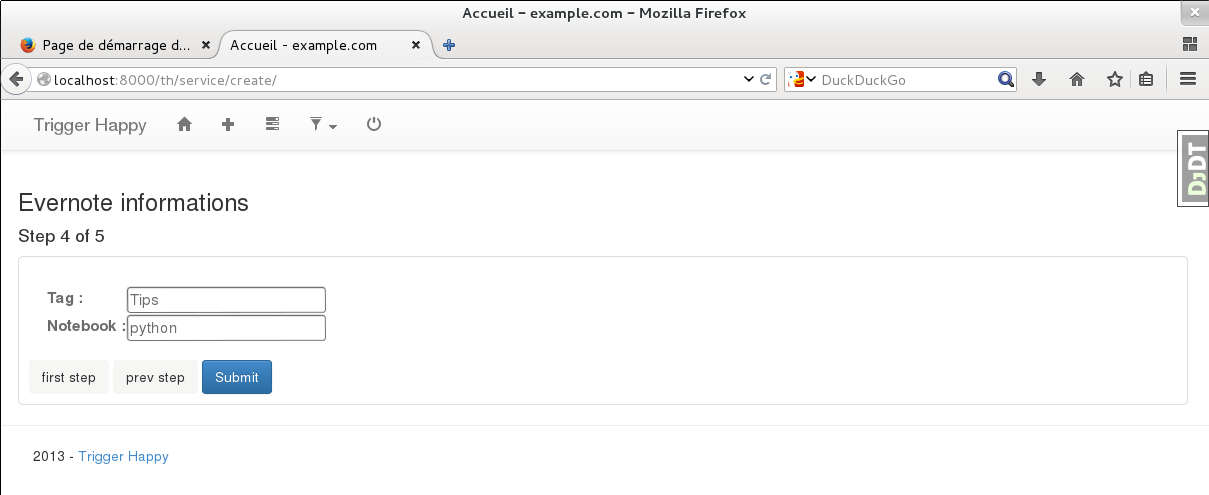 Accueil – example.com – Mozilla Firefox
Page de démarrage d...
Accueil - example.com
localhost:8000/th/service/create/
DuckDuckGo
Trigger Happy
DjDT
Evernote informations
Step 4 of 5
Tag : Tips
Notebook : python
first step prev step Submit
2013 - Trigger Happy